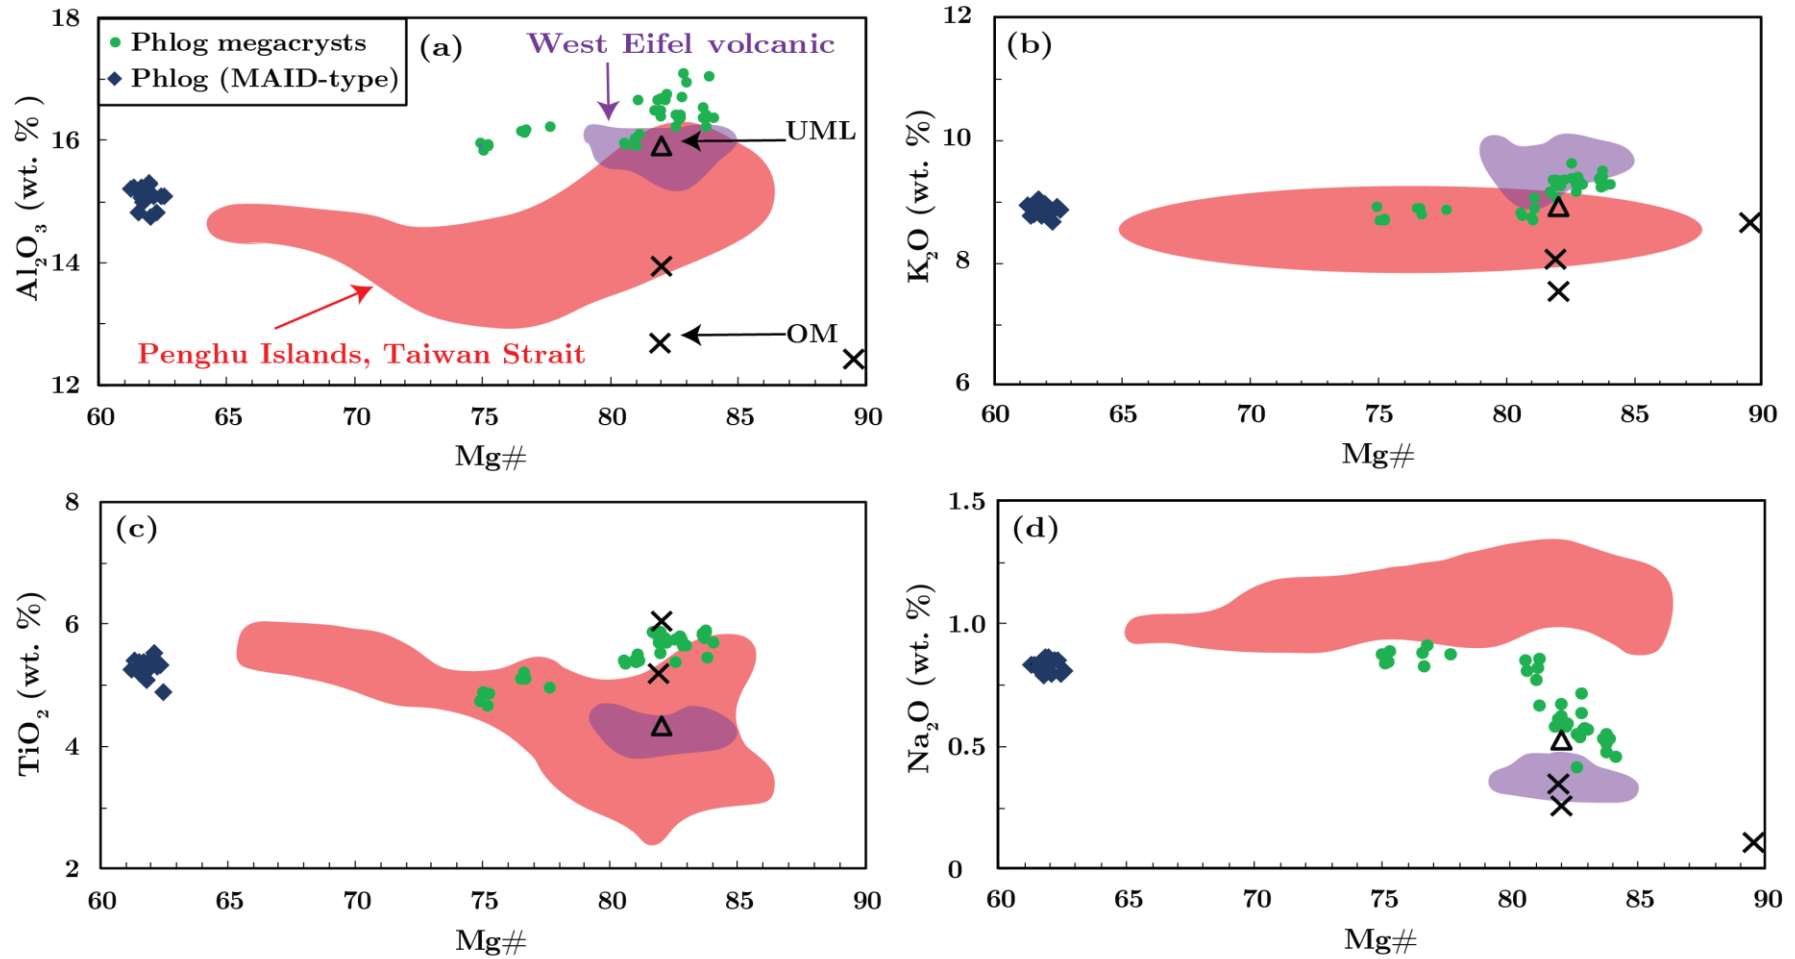 18
Phlog megacrysts
Phlog (MAID-type)
(a)
West Eifel volcanic
UML
16
Al2O3 (wt. %)
14
Penghu Islands, Taiwan Strait
OM
12
60 65 70 75 80 85 90
Mg#
12
(b)
10
K2O (wt. %)
8
6
60 65 70 75 80 85 90
Mg#
8
(c)
6
TiO2 (wt. %)
4
2
60 65 70 75 80 85 90
Mg#
1.5
(d)
1.0
Na2O (wt. %)
0.5
0
60 65 70 75 80 85 90
Mg#